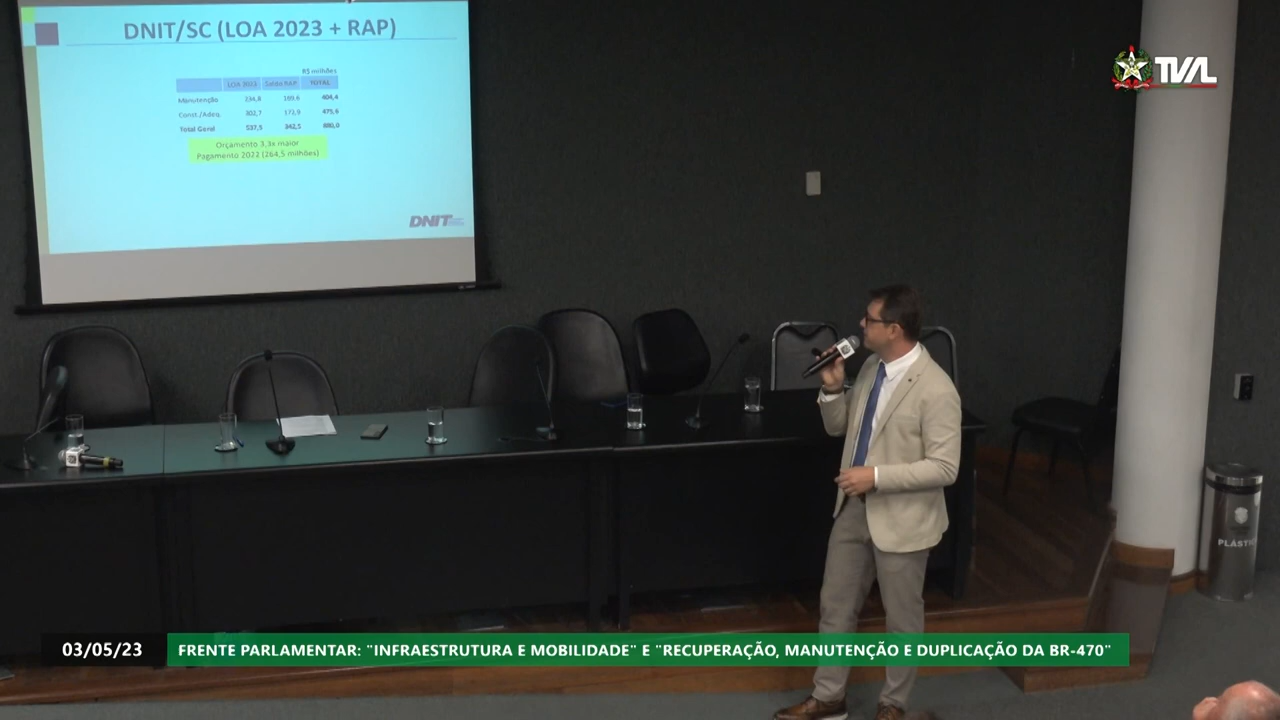 DNIT/SC (LOA 2023 + RAP)
R$ milhões
LOA 2023 Saldo RAP TOTAL
Manutenção 234,8 169,6 404,4
Const./Adeq. 302,7 172,9 475,6
Total Geral 537,5 342,5 880,0
Orçamento 3,3x maior
Pagamento 2022 (264,5 milhões)
DNIT
TVAL
PLÁSTI
03/05/23
FRENTE PARLAMENTAR: "INFRAESTRUTURA E MOBILIDADE" E "RECUPERAÇÃO, MANUTENÇÃO E DUPLICAÇÃO DA BR-470"